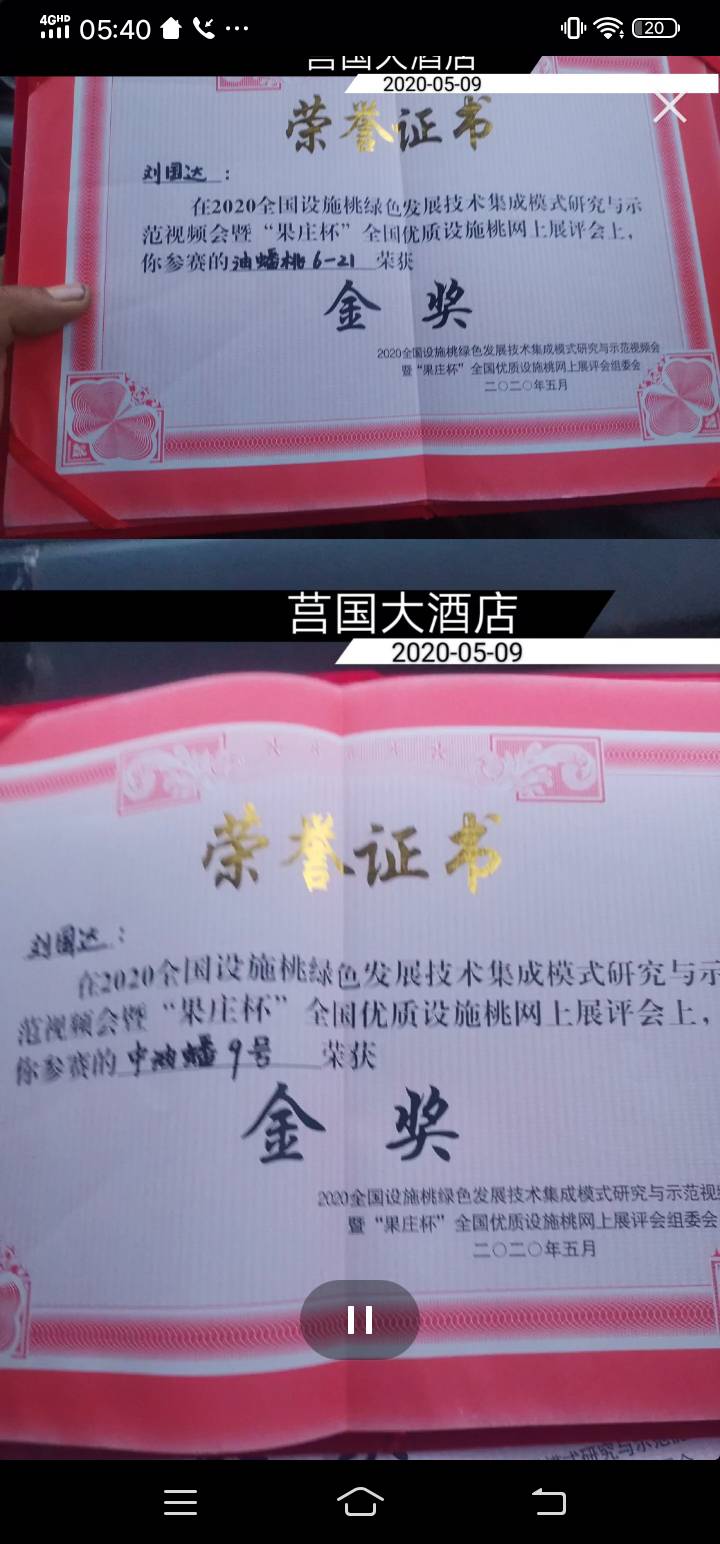 4GHD 05:40 20
莒国大酒店
2020-05-09
荣誉证书
刘国达：
在2020全国设施桃绿色发展技术集成模式研究与示
范视频会暨“果庄杯”全国优质设施桃网上展评会上，
你参赛的油蟠桃6-21荣获
金奖
2020全国设施桃绿色发展技术集成模式研究与示范视频会
暨“果庄杯”全国优质设施桃网上展评会组委会
二〇二〇年五月
莒国大酒店
2020-05-09
荣誉证书
刘国达：
在2020全国设施桃绿色发展技术集成模式研究与示
范视频会暨“果庄杯”全国优质设施桃网上展评会上，
你参赛的中油蟠9号荣获
金奖
2020全国设施桃绿色发展技术集成模式研究与示范视
暨“果庄杯”全国优质设施桃网上展评会组委会
二〇二〇年五月
模式研究与示范